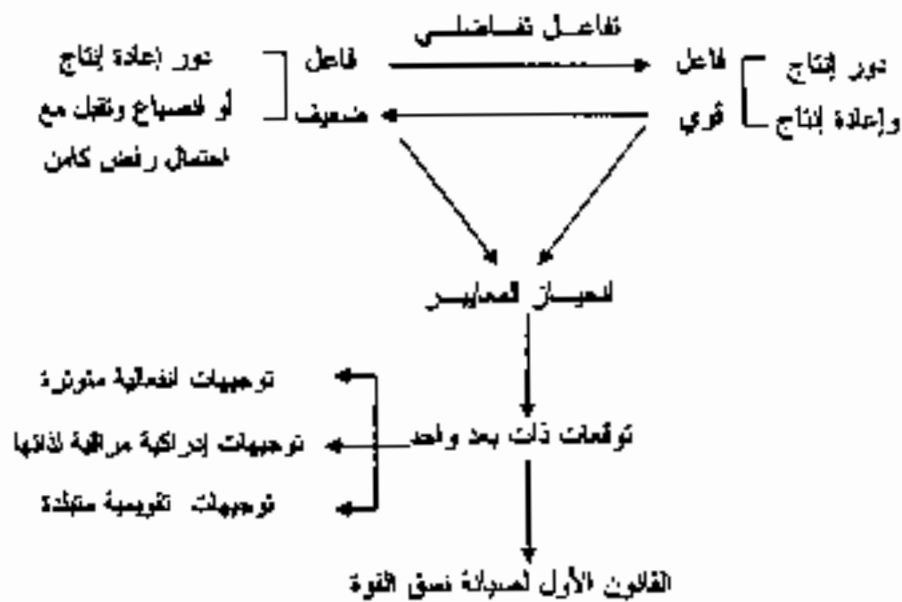 تفاعل تفاضلي
دور إنتاج
وإعادة إنتاج
فاعل
قوي
فاعل
ضعيف
دور إعادة إنتاج
أو انصياع وتقبل مع
احتمال رفض كامن
انحياز المعايير
توقعات ذات بعد واحد
توجيهات انفعالية متوترة
توجيهات إدراكية مراقبة لذاتها
توجيهات تقويمية متبلدة
القانون الأول لصيانة نسق القوة